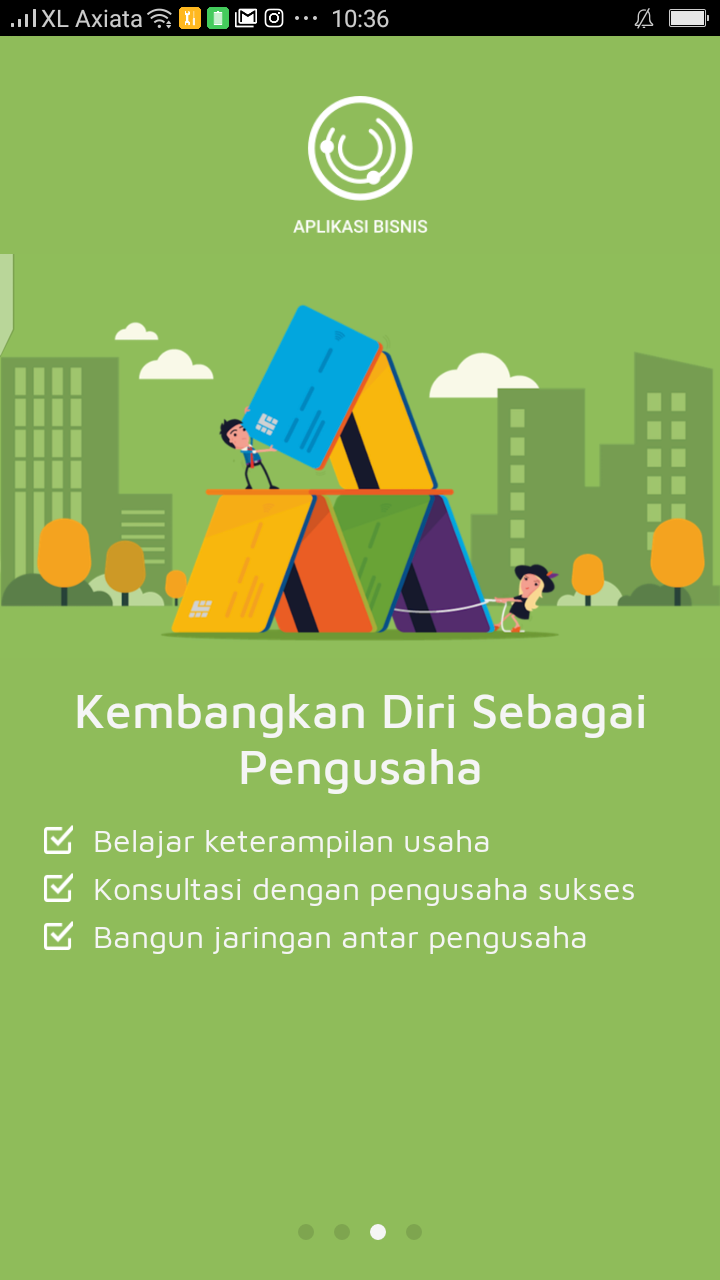 XL Axiata 10:36
APLIKASI BISNIS
Kembangkan Diri Sebagai
Pengusaha
Belajar keterampilan usaha
Konsultasi dengan pengusaha sukses
Bangun jaringan antar pengusaha